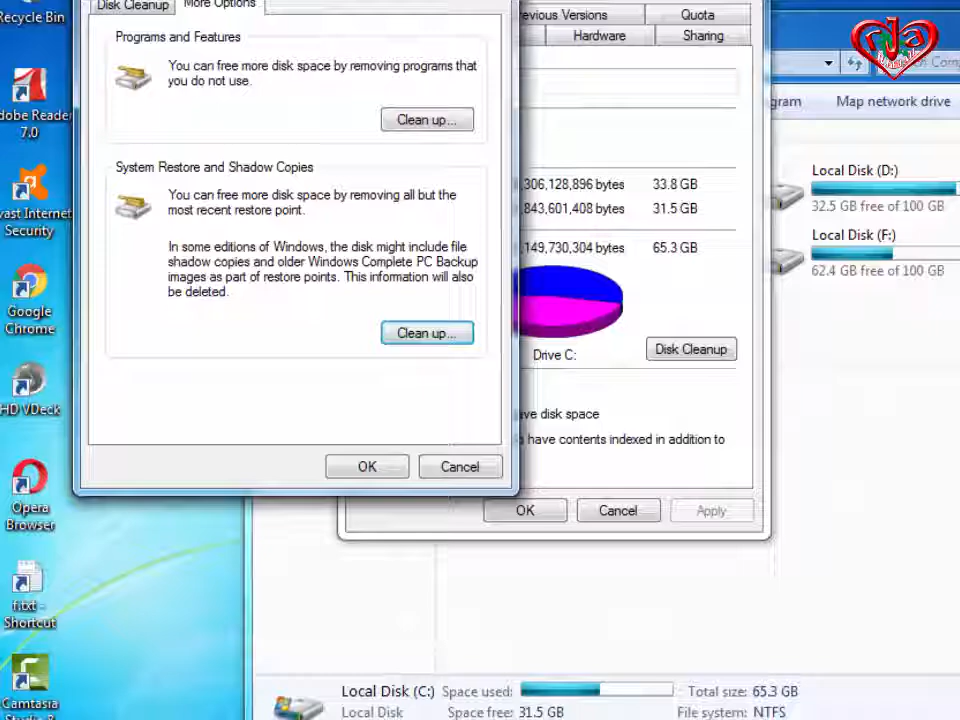 Recycle Bin
Disk Cleanup
More Options
Programs and Features
You can free more disk space by removing programs that
you do not use.
Clean up...
System Restore and Shadow Copies
You can free more disk space by removing all but the
most recent restore point.
In some editions of Windows, the disk might include file
shadow copies and older Windows Complete PC Backup
images as part of restore points. This information will also
be deleted.
Clean up...
OK
Cancel
evious Versions
Quota
Hardware
Sharing
,306,128,896 bytes
33.8 GB
,843,601,408 bytes
31.5 GB
,149,730,304 bytes
65.3 GB
Drive C:
Disk Cleanup
ve disk space
have contents indexed in addition to
OK
Cancel
Apply
Comp
gram
Map network drive
Local Disk (D:)
32.5 GB free of 100 GB
Local Disk (F:)
62.4 GB free of 100 GB
dobe Reader
7.0
vast Internet
Security
Google
Chrome
HD VDeck
Opera
Browser
f.txt -
Shortcut
Camtasia
Local Disk (C:)
Space used:
Total size: 65.3 GB
Local Disk
Space free: 31.5 GB
File system: NTFS